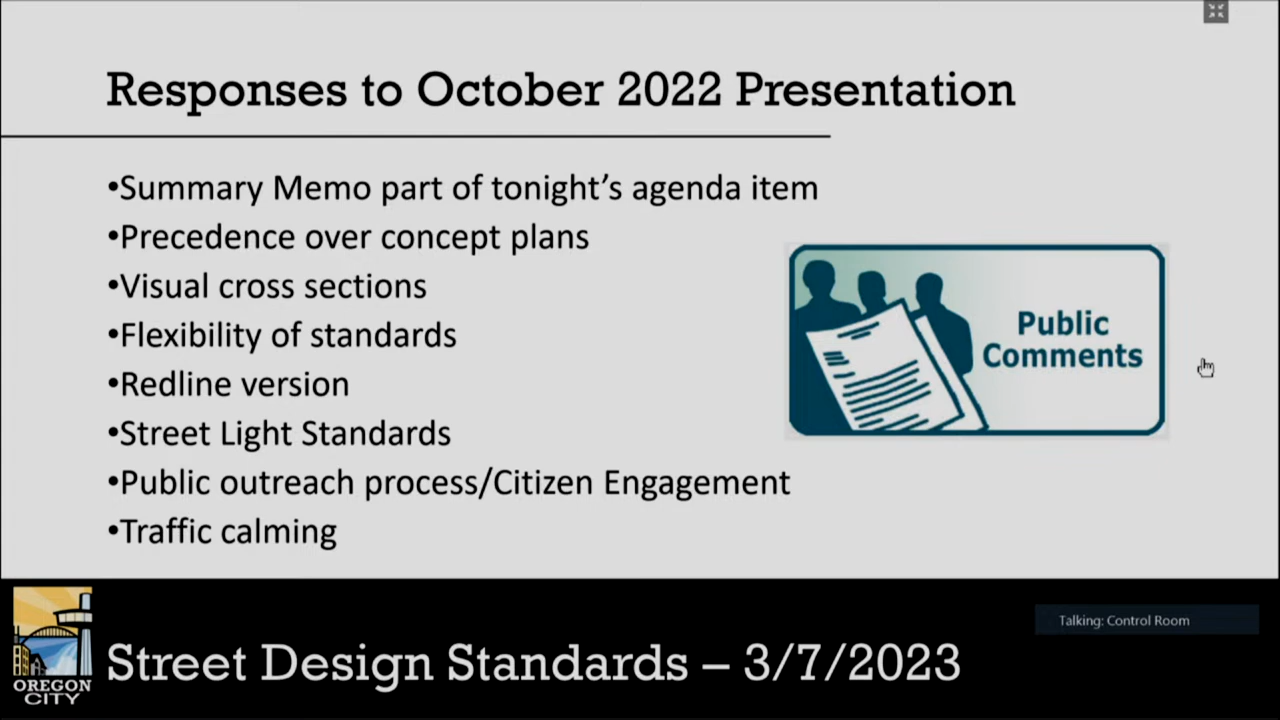 Responses to October 2022 Presentation
•Summary Memo part of tonight's agenda item
•Precedence over concept plans
•Visual cross sections
•Flexibility of standards
•Redline version
•Street Light Standards
•Public outreach process/Citizen Engagement
•Traffic calming
Public
Comments
Talking: Control Room
Street Design Standards – 3/7/2023
OREGON
CITY